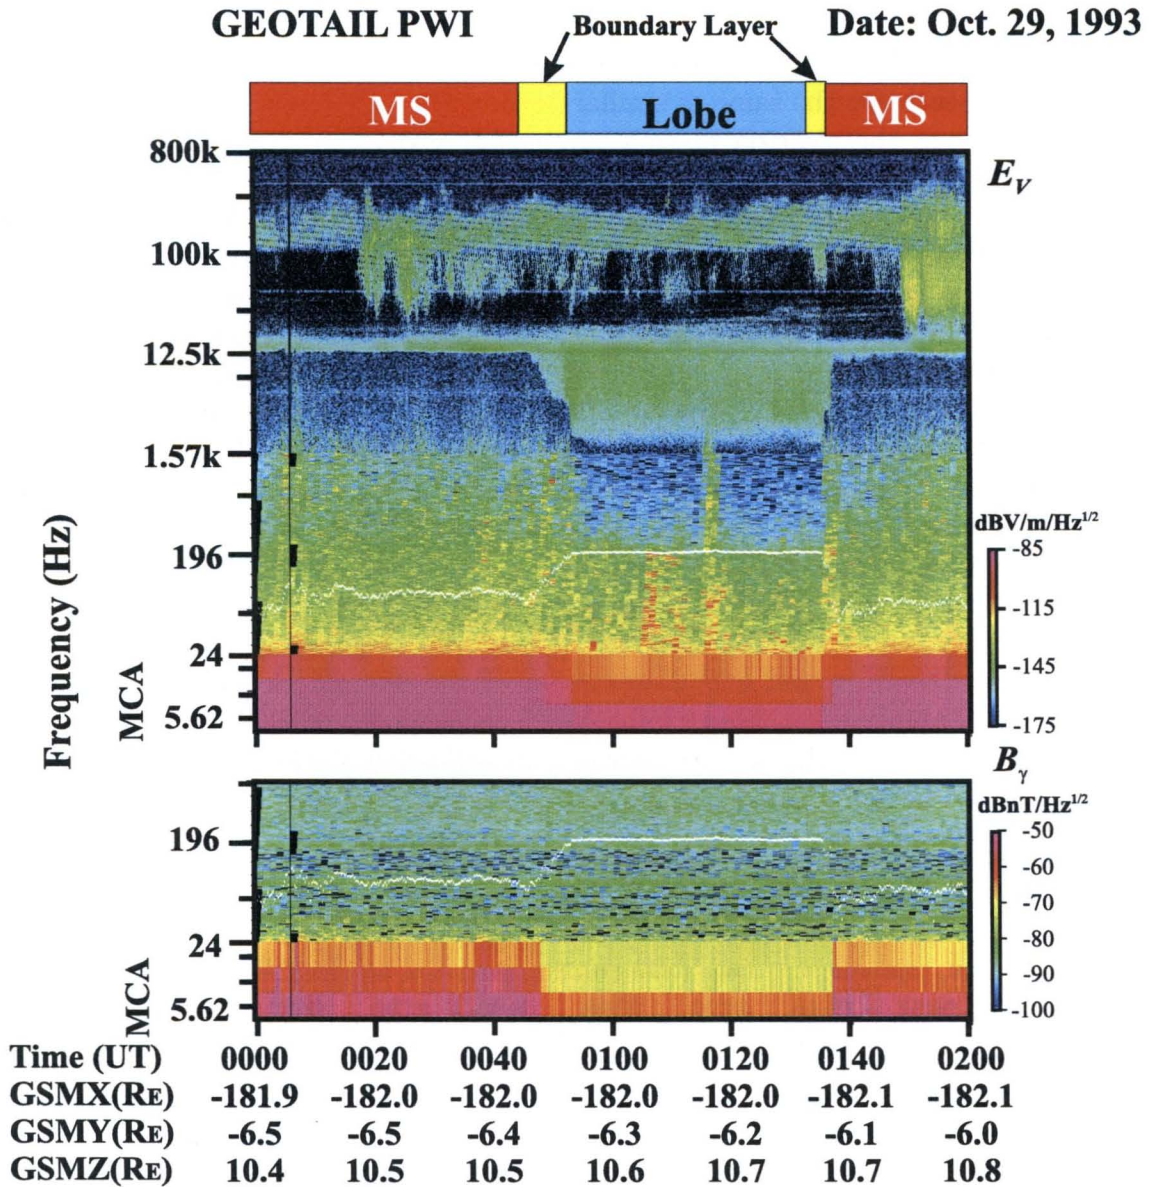 GEOTAIL PWI Boundary Layer Date: Oct. 29, 1993
MS Lobe MS
800k
E_V
100k
12.5k
1.57k
dBV/m/Hz^1/2
196
-85
-115
24
-145
5.62
-175
Frequency (Hz)
MCA
B_γ
dBnT/Hz^1/2
196
-50
-60
-70
-80
24
-90
5.62
-100
MCA
Time (UT) 0000 0020 0040 0100 0120 0140 0200
GSMX(RE) -181.9 -182.0 -182.0 -182.0 -182.0 -182.1 -182.1
GSMY(RE) -6.5 -6.5 -6.4 -6.3 -6.2 -6.1 -6.0
GSMZ(RE) 10.4 10.5 10.5 10.6 10.7 10.7 10.8